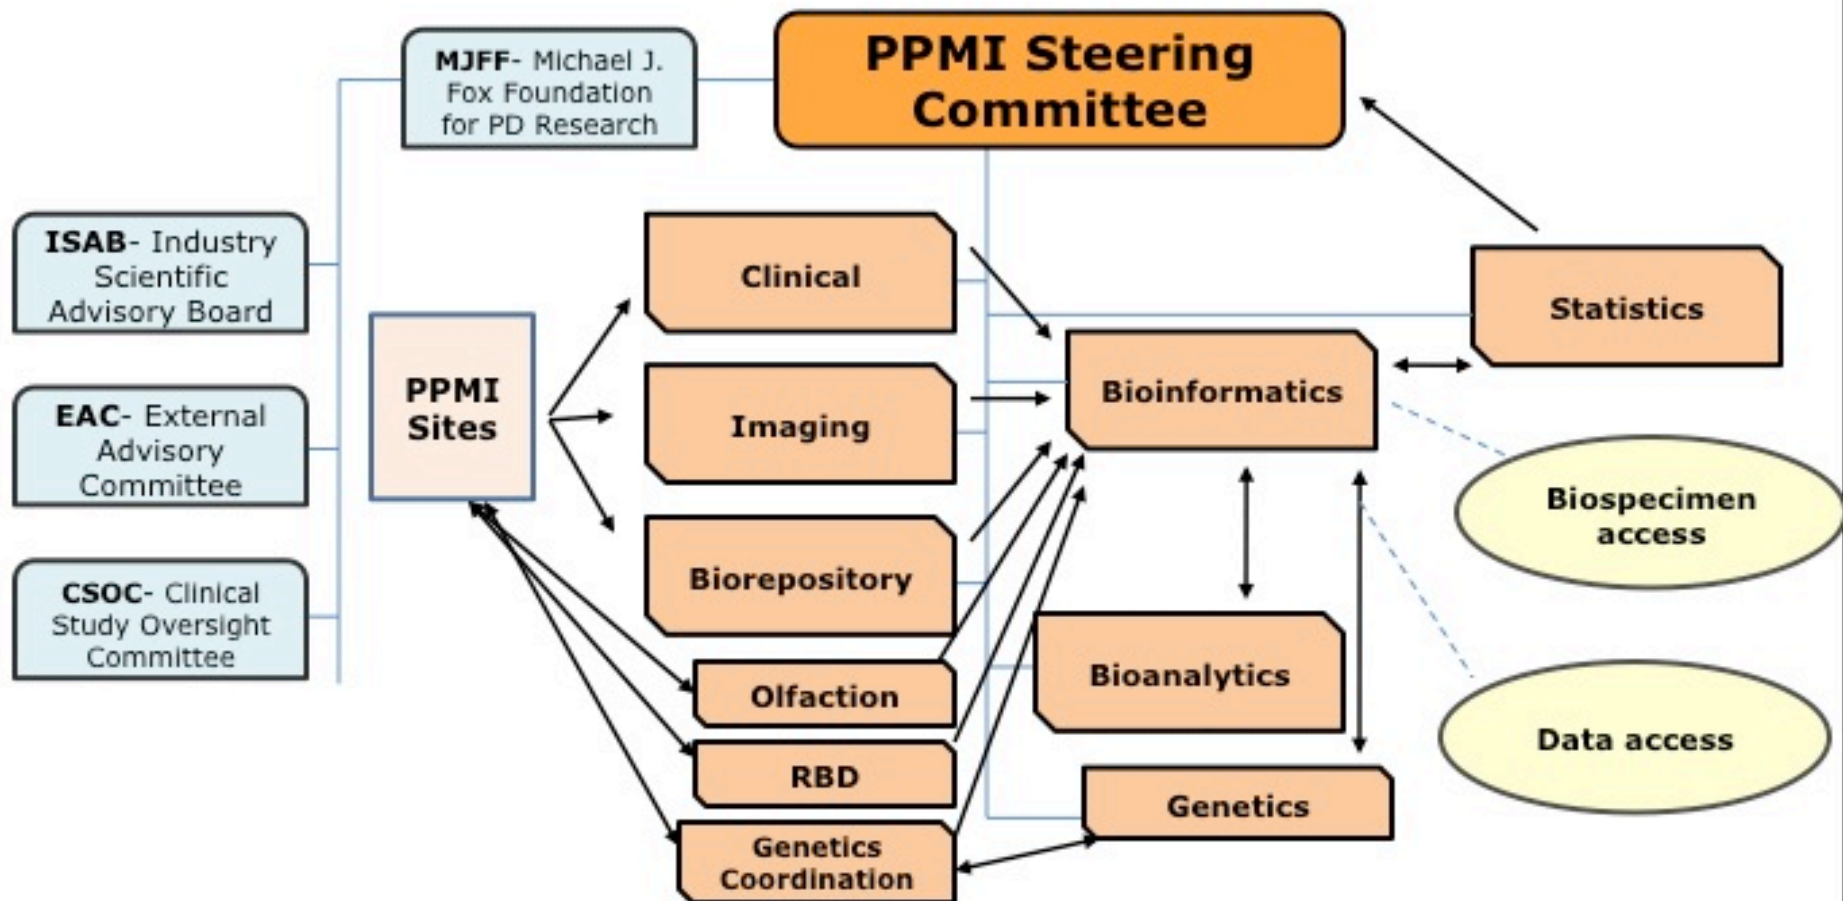 MJFF- Michael J.
Fox Foundation
for PD Research
PPMI Steering
Committee
ISAB- Industry
Scientific
Advisory Board
EAC- External
Advisory
Committee
CSOC- Clinical
Study Oversight
Committee
PPMI
Sites
Clinical
Imaging
Biorepository
Olfaction
RBD
Genetics
Coordination
Bioinformatics
Bioanalytics
Genetics
Statistics
Biospecimen
access
Data access